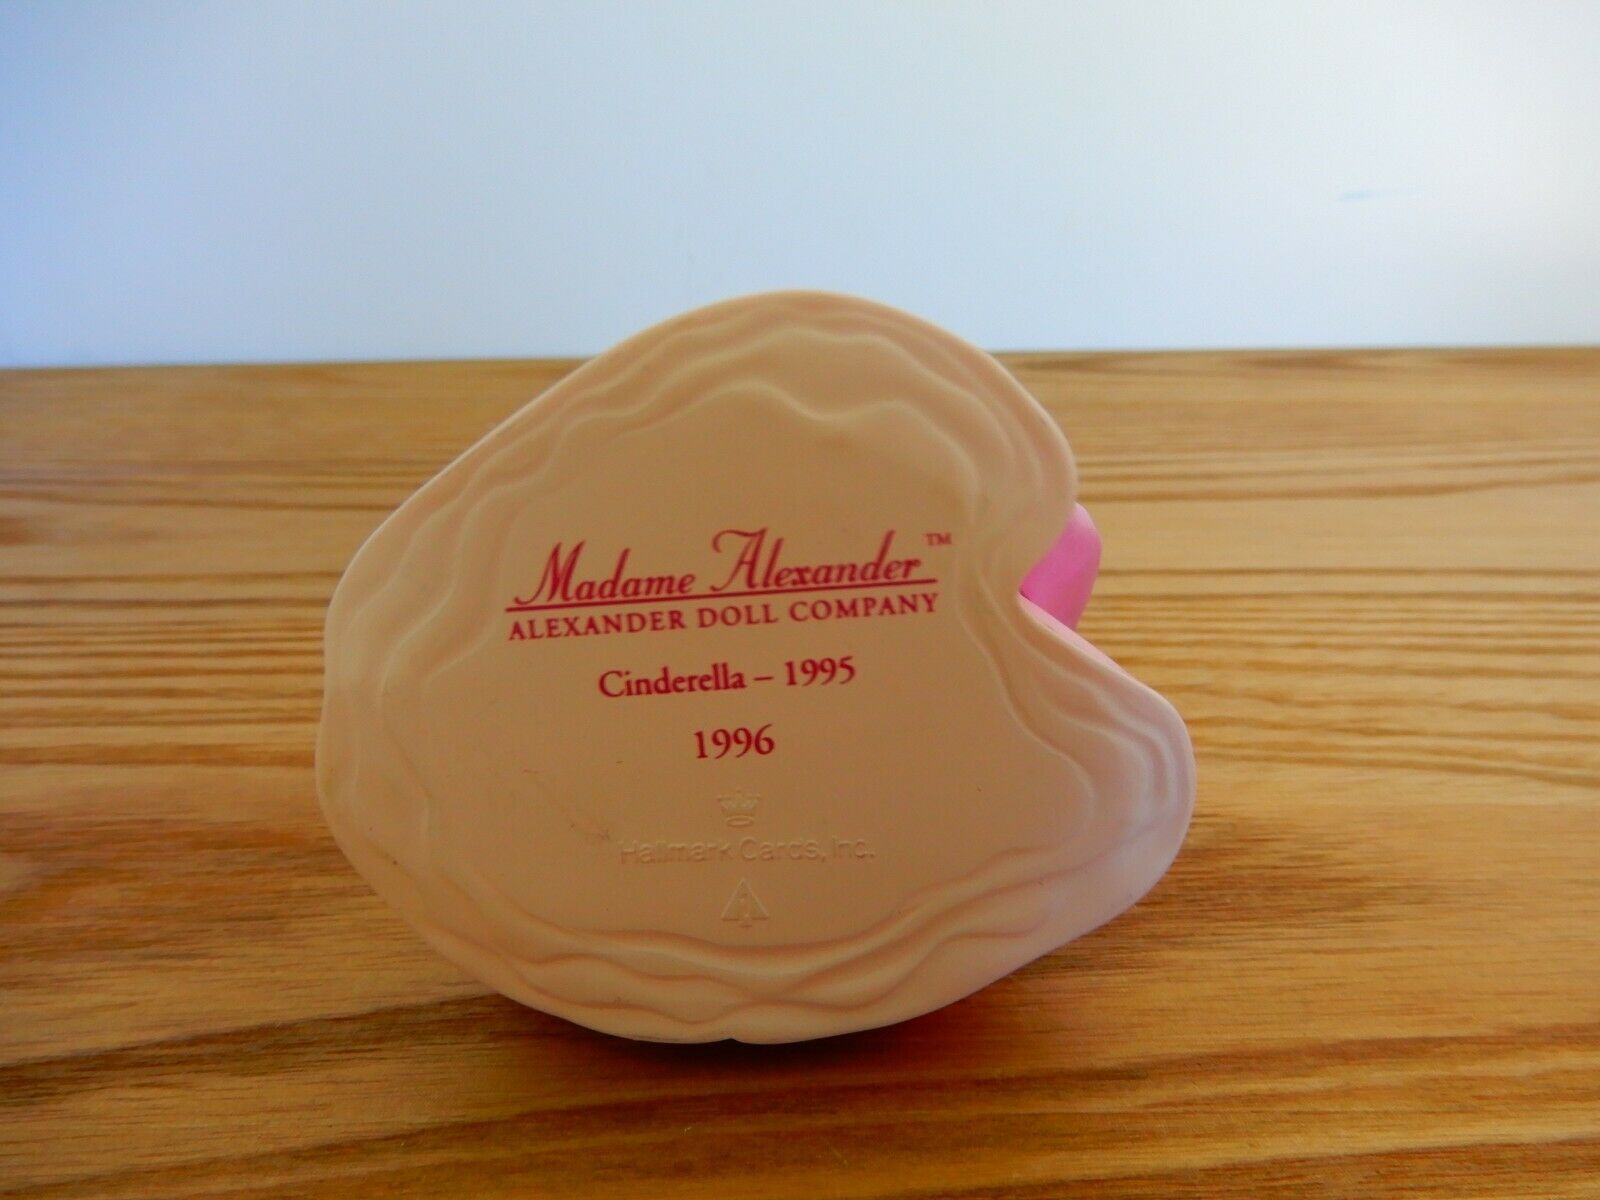 Madame Alexander™
ALEXANDER DOLL COMPANY
Cinderella – 1995
1996
Hallmark Cards, Inc.